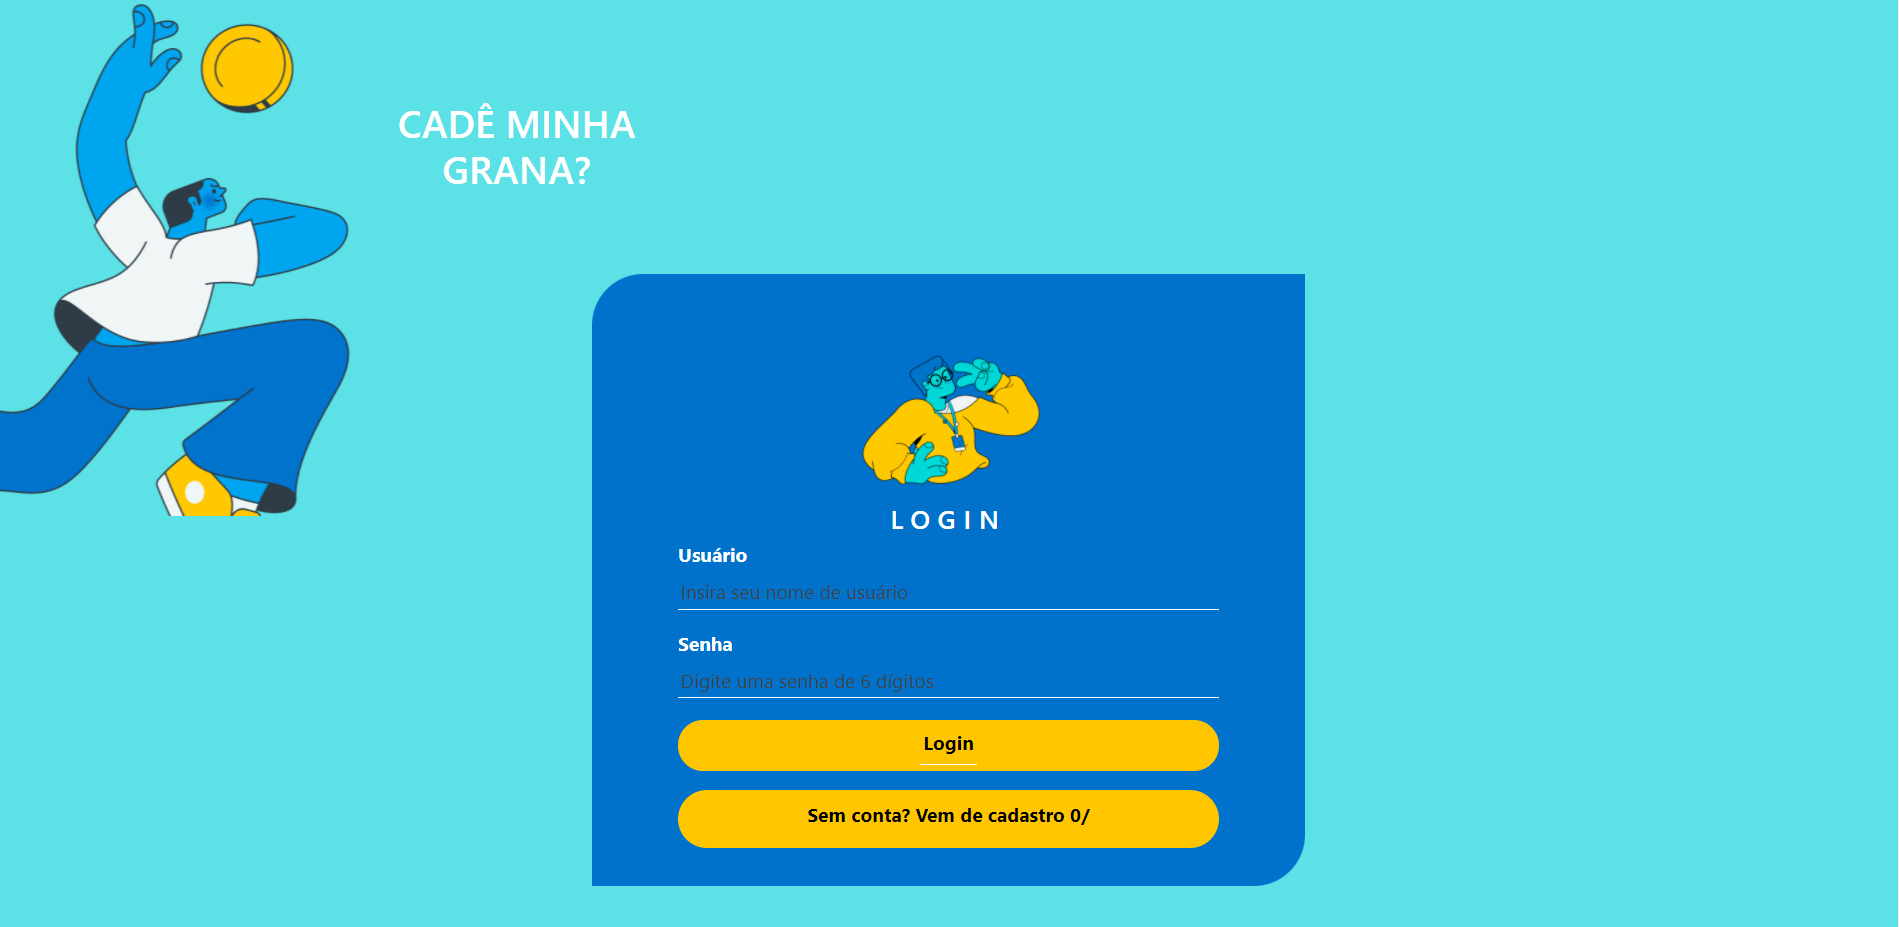 CADÊ MINHA
GRANA?
LOGIN
Usuário
Insira seu nome de usuário
Senha
Digite uma senha de 6 dígitos
Login
Sem conta? Vem de cadastro 0/